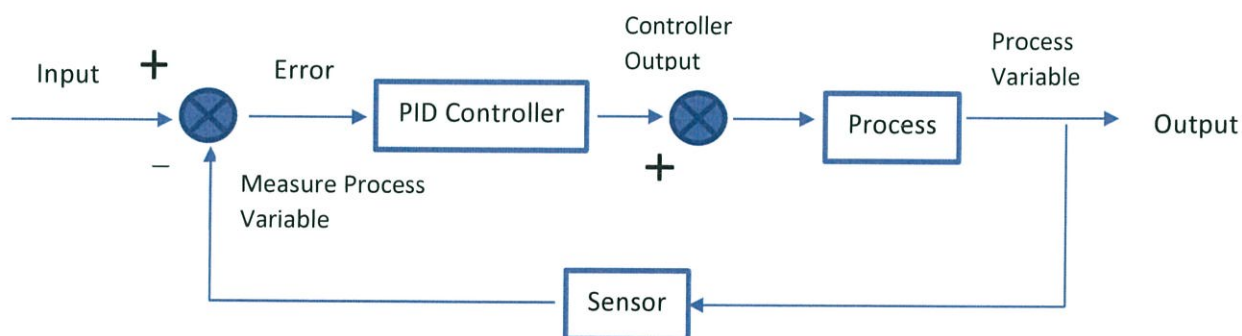 Input
+
Error
PID Controller
Controller
Output
+
Process
Process
Variable
Output
–
Measure Process
Variable
Sensor